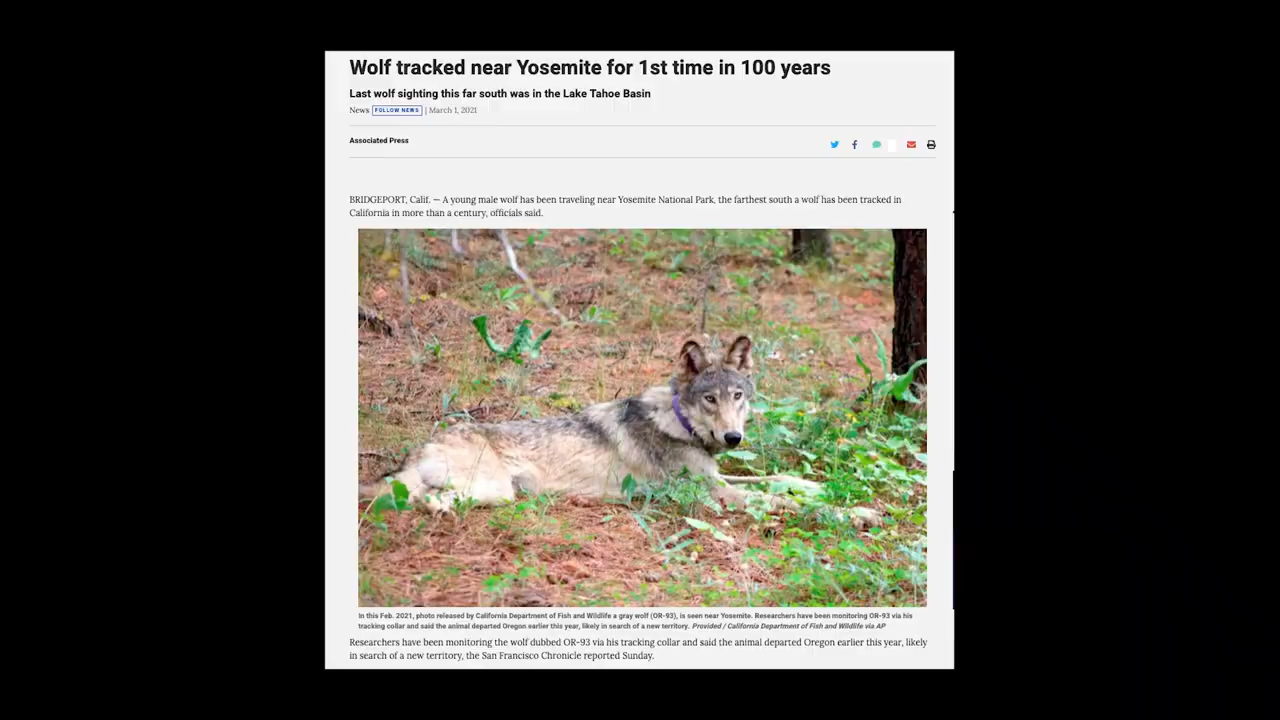 Wolf tracked near Yosemite for 1st time in 100 years
Last wolf sighting this far south was in the Lake Tahoe Basin
News FOLLOW NEWS | March 1, 2021
Associated Press
BRIDGEPORT, Calif. — A young male wolf has been traveling near Yosemite National Park, the farthest south a wolf has been tracked in
California in more than a century, officials said.
In this Feb. 2021, photo released by California Department of Fish and Wildlife a gray wolf (OR-93), is seen near Yosemite. Researchers have been monitoring OR-93 via his
tracking collar and said the animal departed Oregon earlier this year, likely in search of a new territory. Provided / California Department of Fish and Wildlife via AP
Researchers have been monitoring the wolf dubbed OR-93 via his tracking collar and said the animal departed Oregon earlier this year, likely
in search of a new territory, the San Francisco Chronicle reported Sunday.